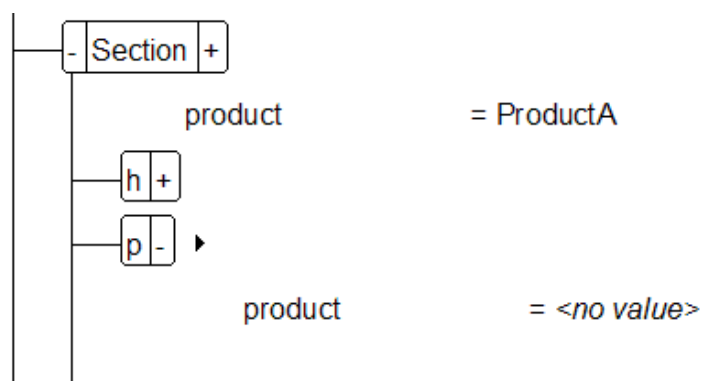 - Section +
product = ProductA
h +
p -
product = <no value>